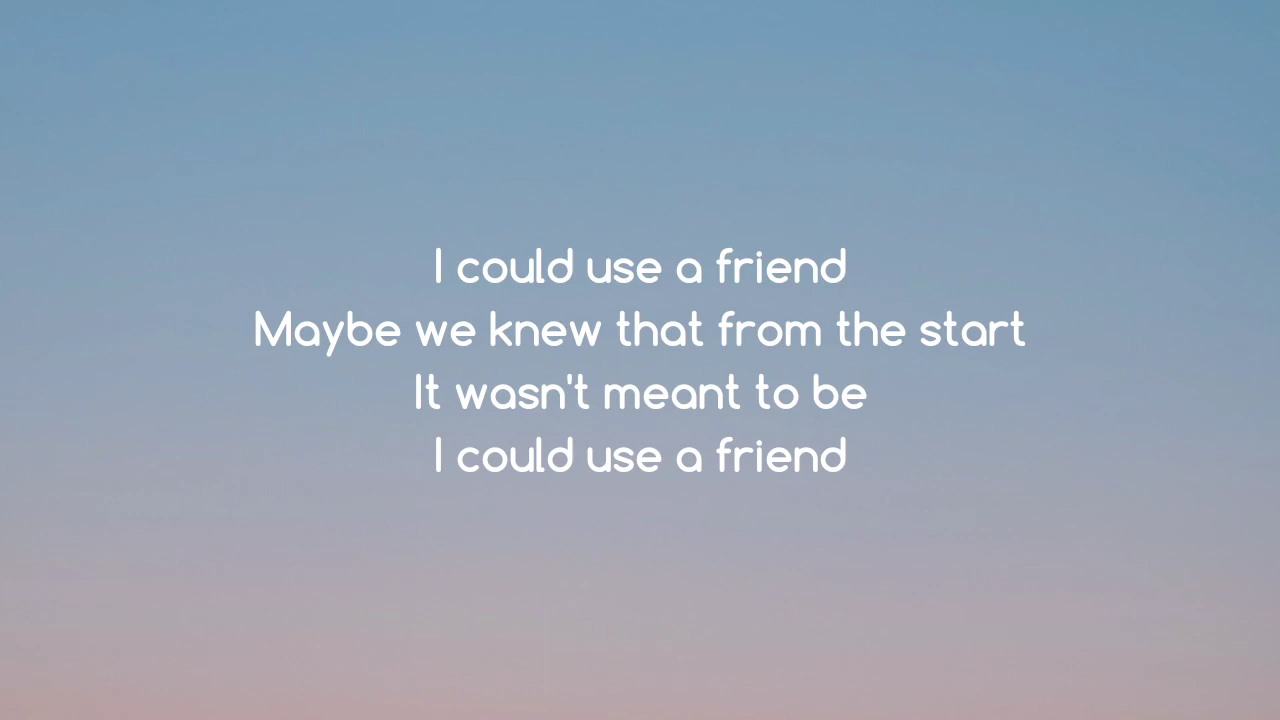 I could use a friend
Maybe we knew that from the start
It wasn't meant to be
I could use a friend